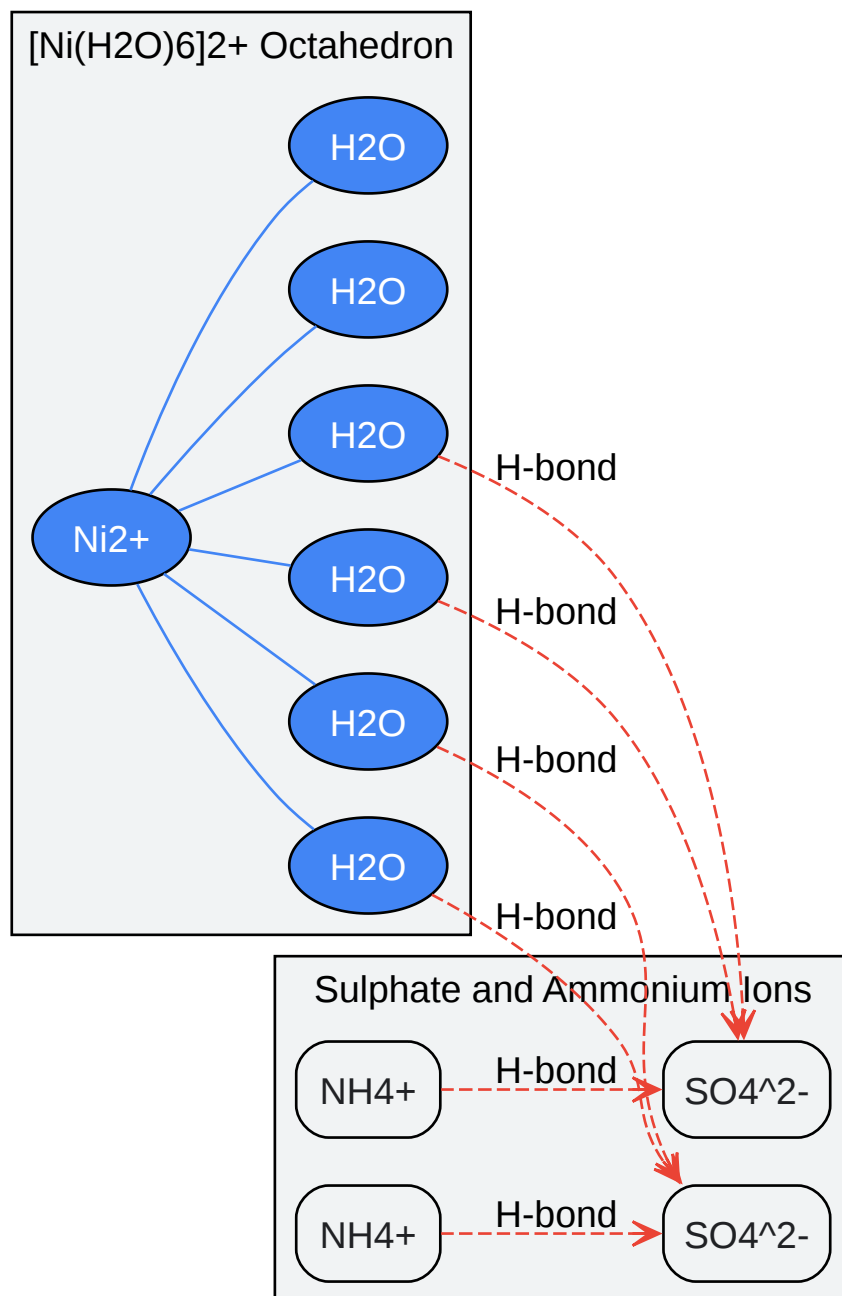 [Ni(H2O)6]2+ Octahedron
H2O
H2O
H2O
H-bond
Ni2+
H2O
H-bond
H2O
H-bond
H2O
H-bond
Sulphate and Ammonium Ions
NH4+
H-bond
SO4^2-
NH4+
H-bond
SO4^2-